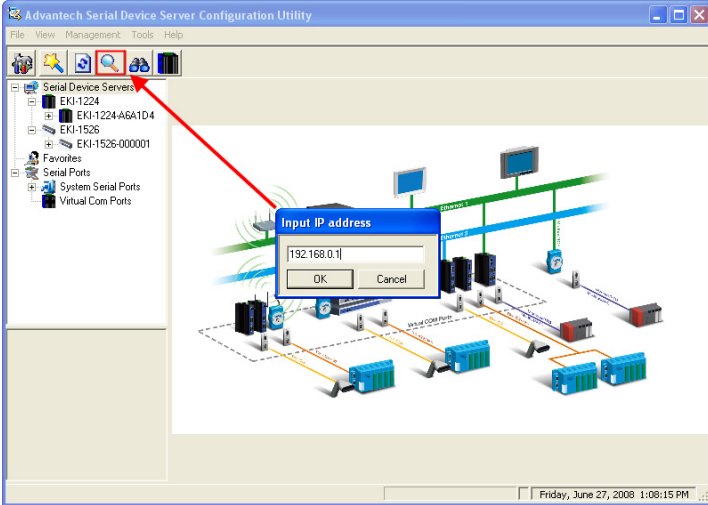 Advantech Serial Device Server Configuration Utility
File View Management Tools Help
Serial Device Servers
EKI-1224
EKI-1224-A6A1D4
EKI-1526
EKI-1526-000001
Favorites
Serial Ports
System Serial Ports
Virtual Com Ports
Ethernet 1
Ethernet 2
Input IP address
192.168.0.1
OK Cancel
Virtual COM Ports
Friday, June 27, 2008 1:08:15 PM